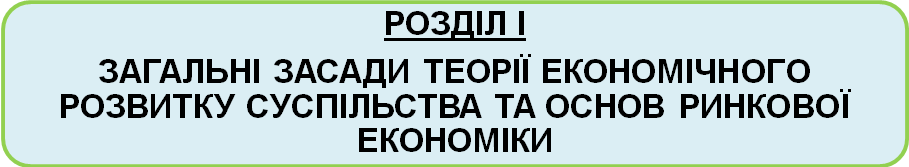 РОЗДІЛ І
ЗАГАЛЬНІ ЗАСАДИ ТЕОРІЇ ЕКОНОМІЧНОГО
РОЗВИТКУ СУСПІЛЬСТВА ТА ОСНОВ РИНКОВОЇ
ЕКОНОМІКИ